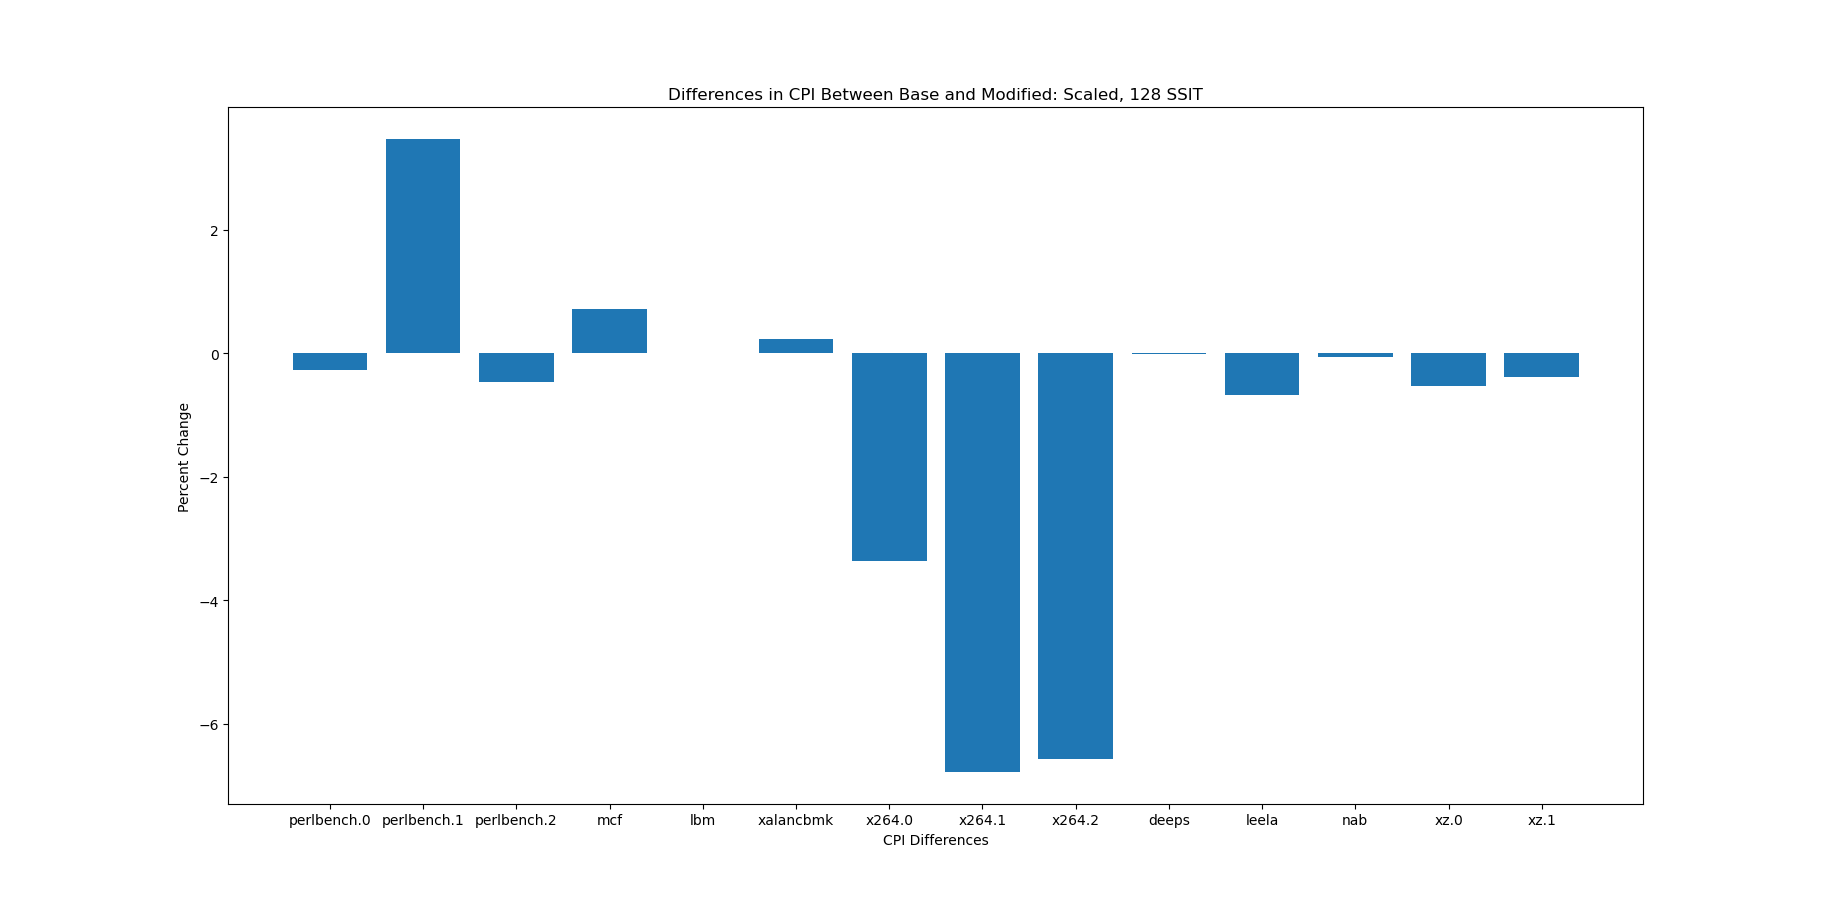 Differences in CPI Between Base and Modified: Scaled, 128 SSIT
2
0
−2
−4
−6
Percent Change
perlbench.0 perlbench.1 perlbench.2 mcf lbm xalancbmk x264.0 x264.1 x264.2 deeps leela nab xz.0 xz.1
CPI Differences